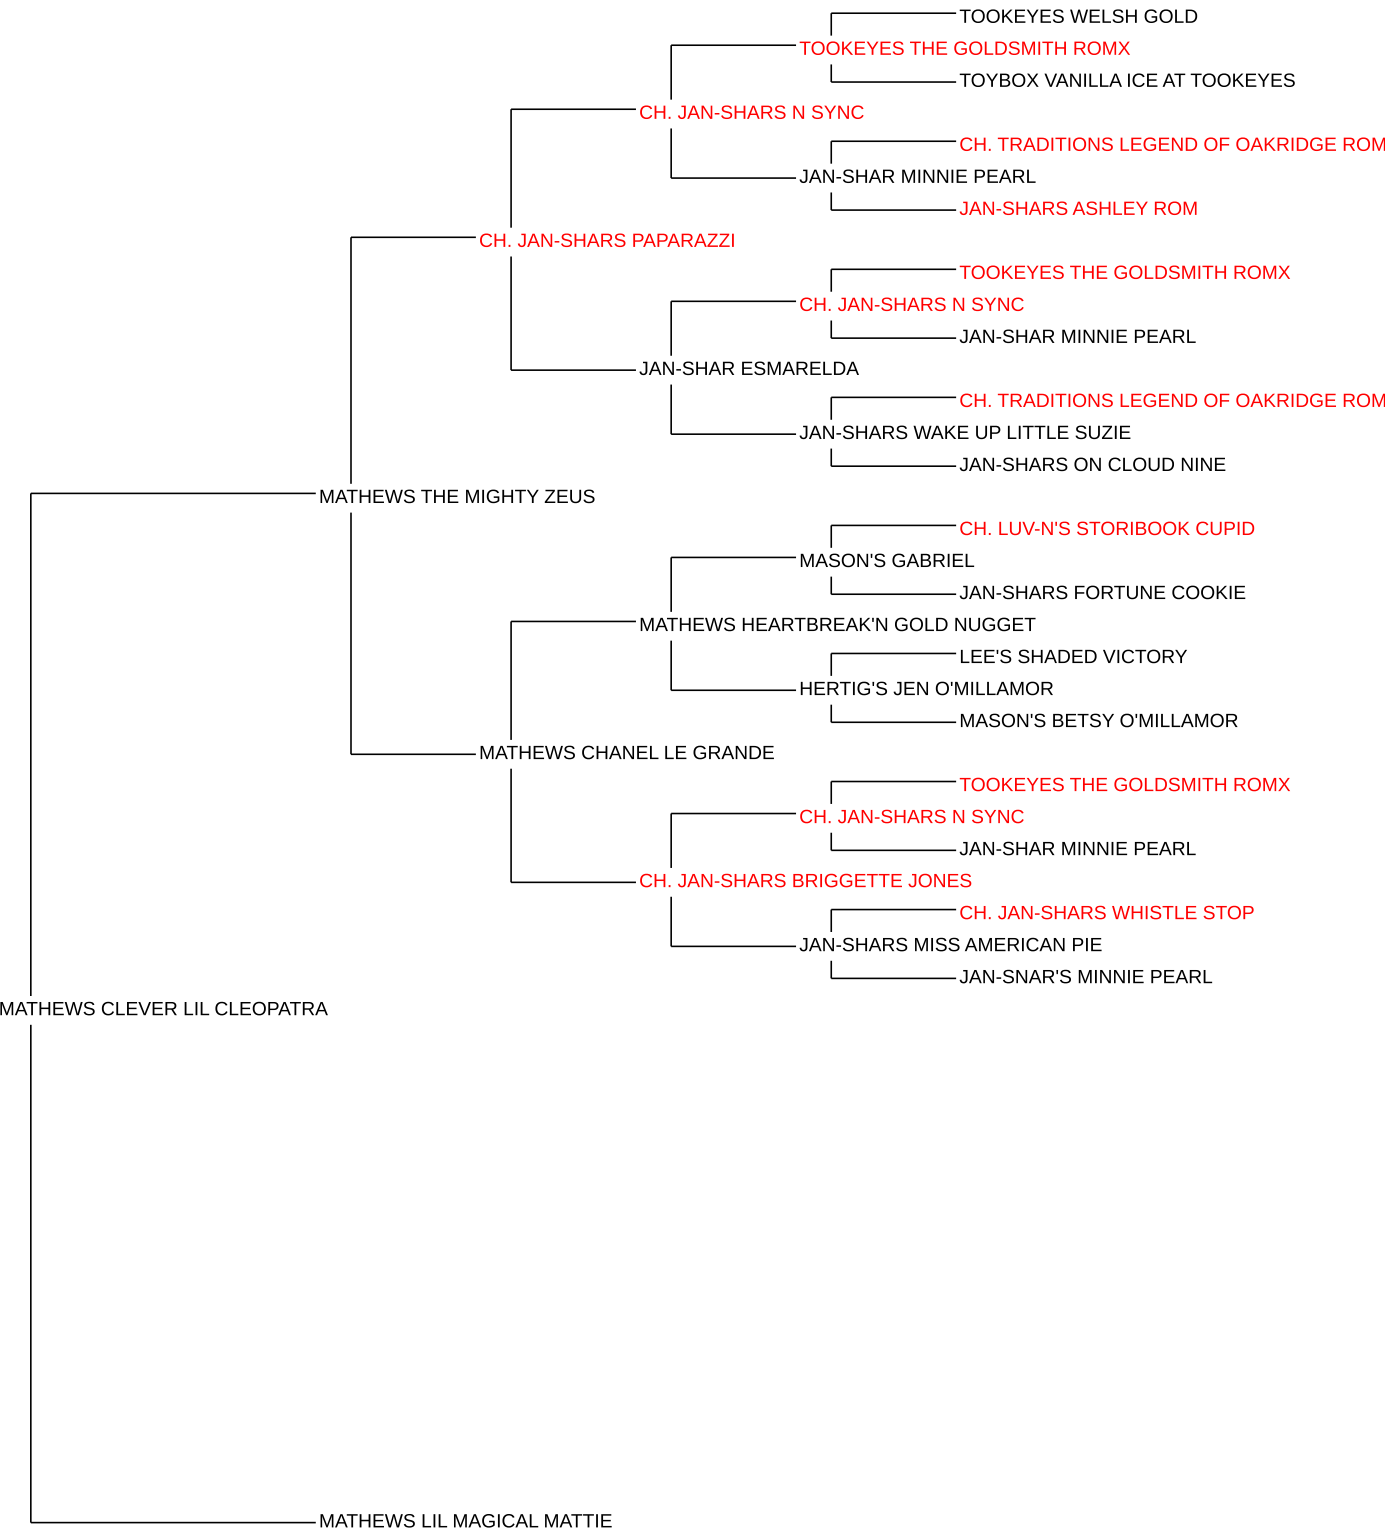 TOOKEYES WELSH GOLD
TOOKEYES THE GOLDSMITH ROMX
TOYBOX VANILLA ICE AT TOOKEYES
CH. JAN-SHARS N SYNC
CH. TRADITIONS LEGEND OF OAKRIDGE ROM
JAN-SHAR MINNIE PEARL
JAN-SHARS ASHLEY ROM
CH. JAN-SHARS PAPARAZZI
TOOKEYES THE GOLDSMITH ROMX
CH. JAN-SHARS N SYNC
JAN-SHAR MINNIE PEARL
JAN-SHAR ESMARELDA
CH. TRADITIONS LEGEND OF OAKRIDGE ROM
JAN-SHARS WAKE UP LITTLE SUZIE
JAN-SHARS ON CLOUD NINE
MATHEWS THE MIGHTY ZEUS
CH. LUV-N'S STORIBOOK CUPID
MASON'S GABRIEL
JAN-SHARS FORTUNE COOKIE
MATHEWS HEARTBREAK'N GOLD NUGGET
LEE'S SHADED VICTORY
HERTIG'S JEN O'MILLAMOR
MASON'S BETSY O'MILLAMOR
MATHEWS CHANEL LE GRANDE
TOOKEYES THE GOLDSMITH ROMX
CH. JAN-SHARS N SYNC
JAN-SHAR MINNIE PEARL
CH. JAN-SHARS BRIGGETTE JONES
CH. JAN-SHARS WHISTLE STOP
JAN-SHARS MISS AMERICAN PIE
JAN-SNAR'S MINNIE PEARL
MATHEWS CLEVER LIL CLEOPATRA
MATHEWS LIL MAGICAL MATTIE